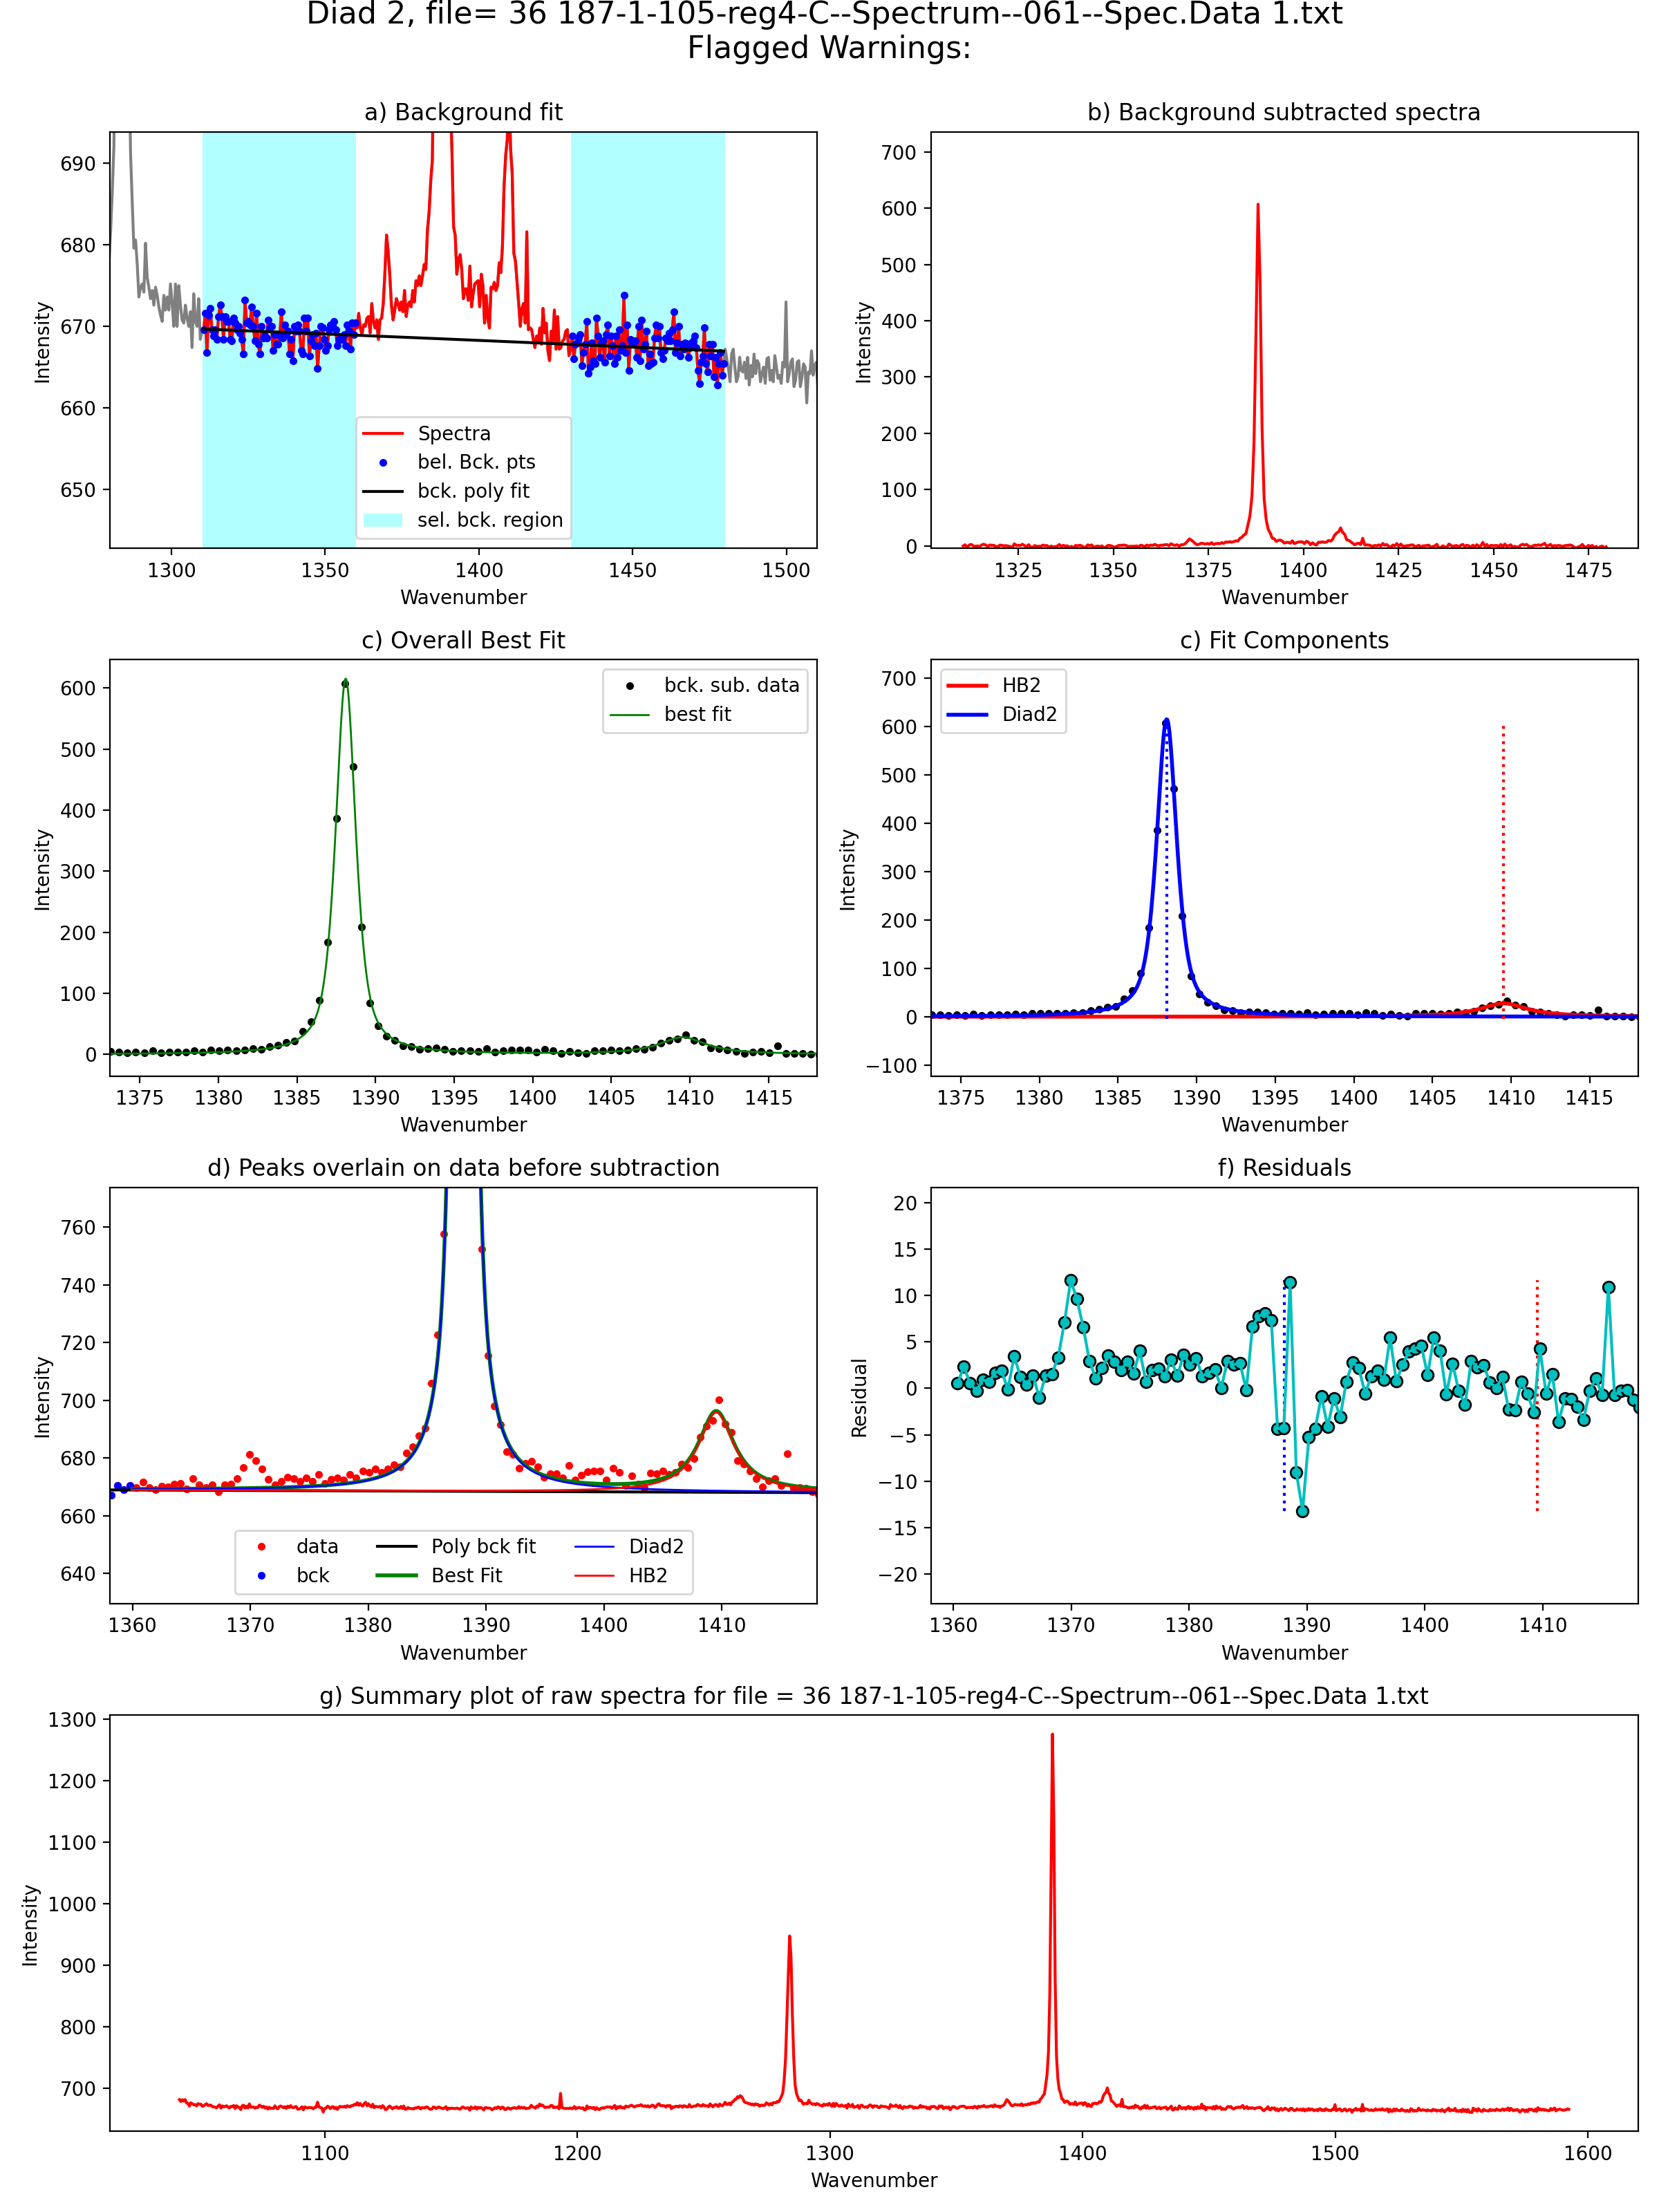 Diad 2, file= 36 187-1-105-reg4-C--Spectrum--061--Spec.Data 1.txt
Flagged Warnings:
a) Background fit
Intensity
690
680
670
660
650
Spectra
bel. Bck. pts
bck. poly fit
sel. bck. region
1300 1350 1400 1450 1500
Wavenumber
b) Background subtracted spectra
Intensity
700
600
500
400
300
200
100
0
1325 1350 1375 1400 1425 1450 1475
Wavenumber
c) Overall Best Fit
Intensity
600
500
400
300
200
100
0
bck. sub. data
best fit
1375 1380 1385 1390 1395 1400 1405 1410 1415
Wavenumber
c) Fit Components
Intensity
700
600
500
400
300
200
100
0
−100
HB2
Diad2
1375 1380 1385 1390 1395 1400 1405 1410 1415
Wavenumber
d) Peaks overlain on data before subtraction
Intensity
760
740
720
700
680
660
640
data Poly bck fit Diad2
bck Best Fit HB2
1360 1370 1380 1390 1400 1410
Wavenumber
f) Residuals
Residual
20
15
10
5
0
−5
−10
−15
−20
1360 1370 1380 1390 1400 1410
Wavenumber
g) Summary plot of raw spectra for file = 36 187-1-105-reg4-C--Spectrum--061--Spec.Data 1.txt
Intensity
1300
1200
1100
1000
900
800
700
1100 1200 1300 1400 1500 1600
Wavenumber